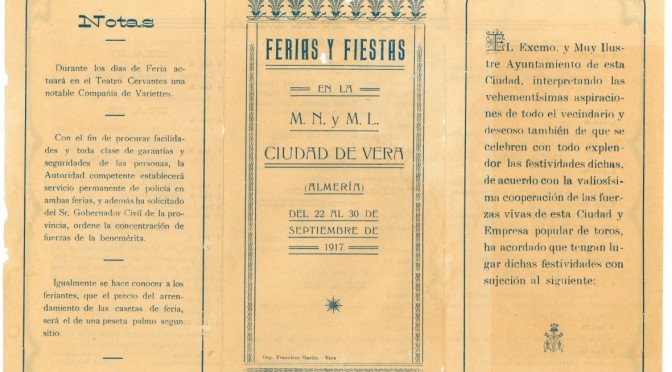 Notas
Durante los días de Feria ac-
tuará en el Teatro Cervantes una
notable Compañía de Variettes.
Con el fin de procurar facilida-
des y toda clase de garantías y
seguridades de las personas, la
Autoridad competente establecerá
servicio permanente de policía en
ambas ferias, y además ha solicitado
del Sr. Gobernador Civil de la pro-
vincia, ordene la concentración de
fuerzas de la benemérita.
Igualmente se hace conocer a los
feriantes, que el precio del arren-
damiento de las casetas de feria,
será el de una peseta palmo segun
sitio.
FERIAS Y FIESTAS
EN LA
M. N. y M. L.
CIUDAD DE VERA
(ALMERÍA)
DEL 22 AL 30 DE
SEPTIEMBRE DE
1917
Imp. Francisco Martín.-Vera
EL Excmo. y Muy Ilus-
tre Ayuntamiento de esta
Ciudad, interpretando las
vehementísimas aspiracio-
nes de todo el vecindario y
deseoso también de que se
celebren con todo explen-
dor las festividades dichas,
de acuerdo con la valiosísi-
ma cooperación de las fuer-
zas vivas de esta Ciudad y
Empresa popular de toros,
ha acordado que tengan lu-
gar dichas festividades con
sujeción al siguiente: